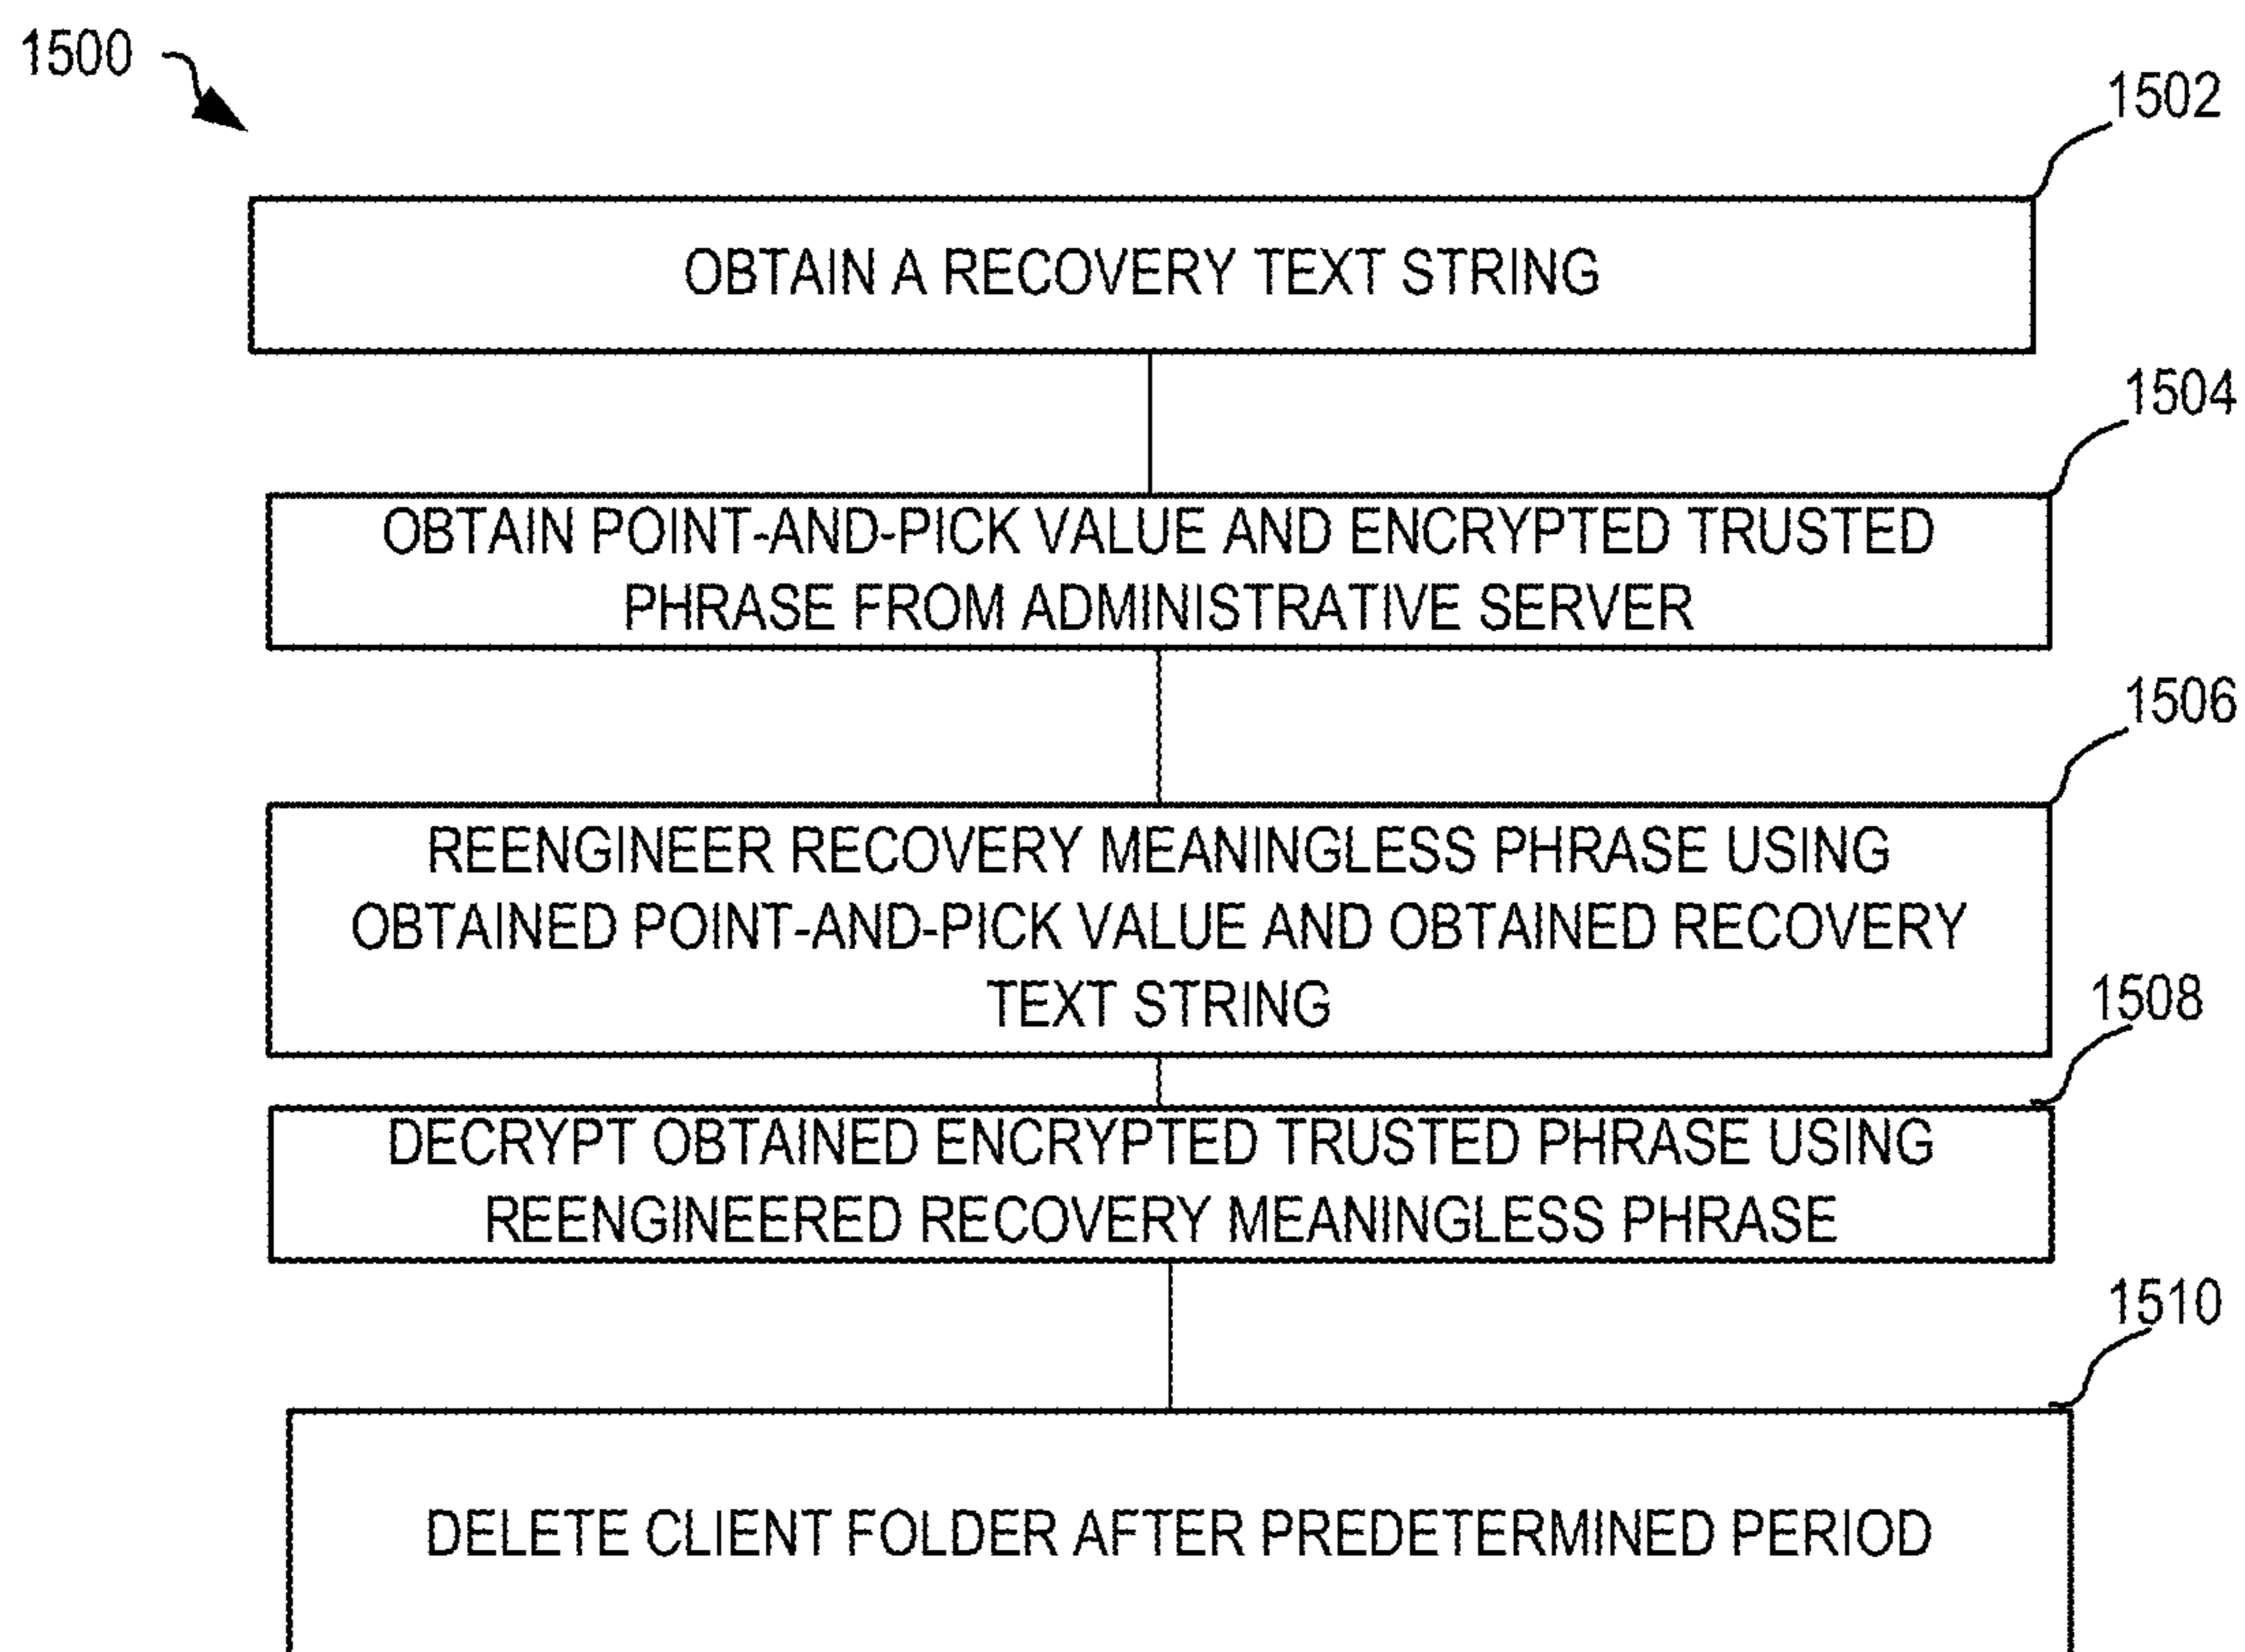 1500
1502
OBTAIN A RECOVERY TEXT STRING
1504
OBTAIN POINT-AND-PICK VALUE AND ENCRYPTED TRUSTED
PHRASE FROM ADMINISTRATIVE SERVER
1506
REENGINEER RECOVERY MEANINGLESS PHRASE USING
OBTAINED POINT-AND-PICK VALUE AND OBTAINED RECOVERY
TEXT STRING
1508
DECRYPT OBTAINED ENCRYPTED TRUSTED PHRASE USING
REENGINEERED RECOVERY MEANINGLESS PHRASE
1510
DELETE CLIENT FOLDER AFTER PREDETERMINED PERIOD